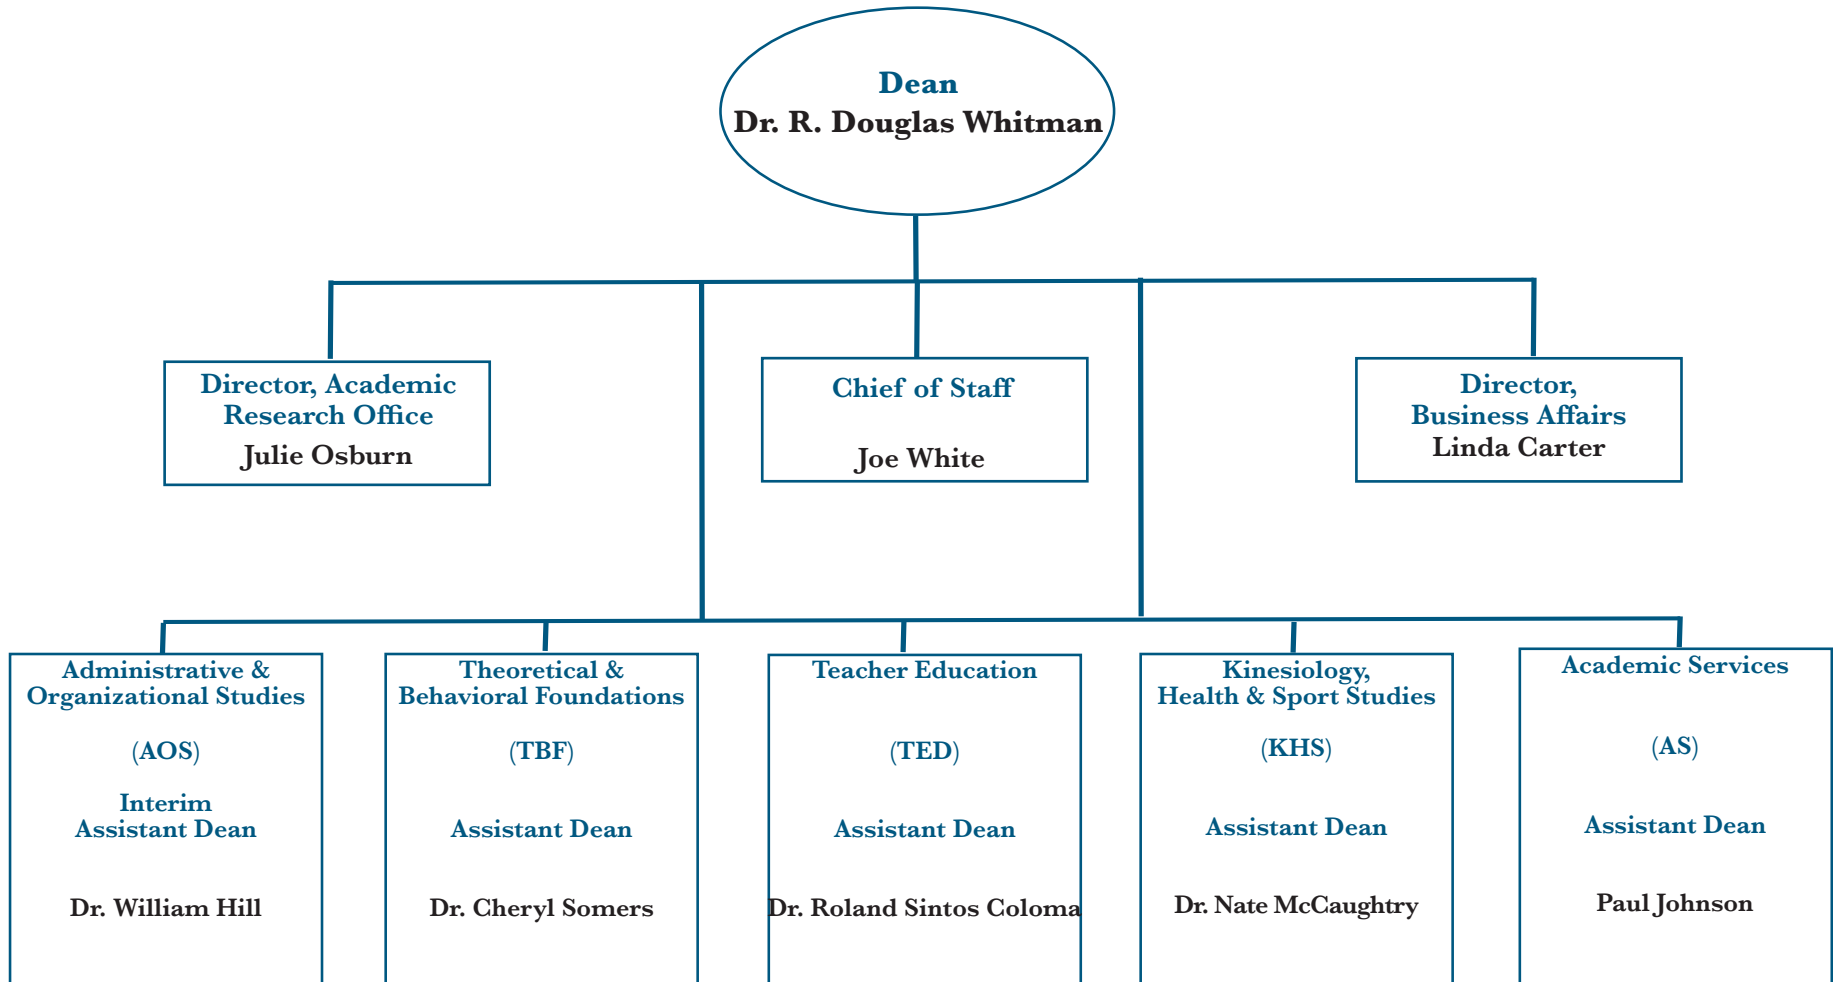 Dean
Dr. R. Douglas Whitman
Director, Academic
Research Office
Julie Osburn
Chief of Staff
Joe White
Director,
Business Affairs
Linda Carter
Administrative &
Organizational Studies
(AOS)
Interim
Assistant Dean
Dr. William Hill
Theoretical &
Behavioral Foundations
(TBF)
Assistant Dean
Dr. Cheryl Somers
Teacher Education
(TED)
Assistant Dean
Dr. Roland Sintos Coloma
Kinesiology,
Health & Sport Studies
(KHS)
Assistant Dean
Dr. Nate McCaughtry
Academic Services
(AS)
Assistant Dean
Paul Johnson